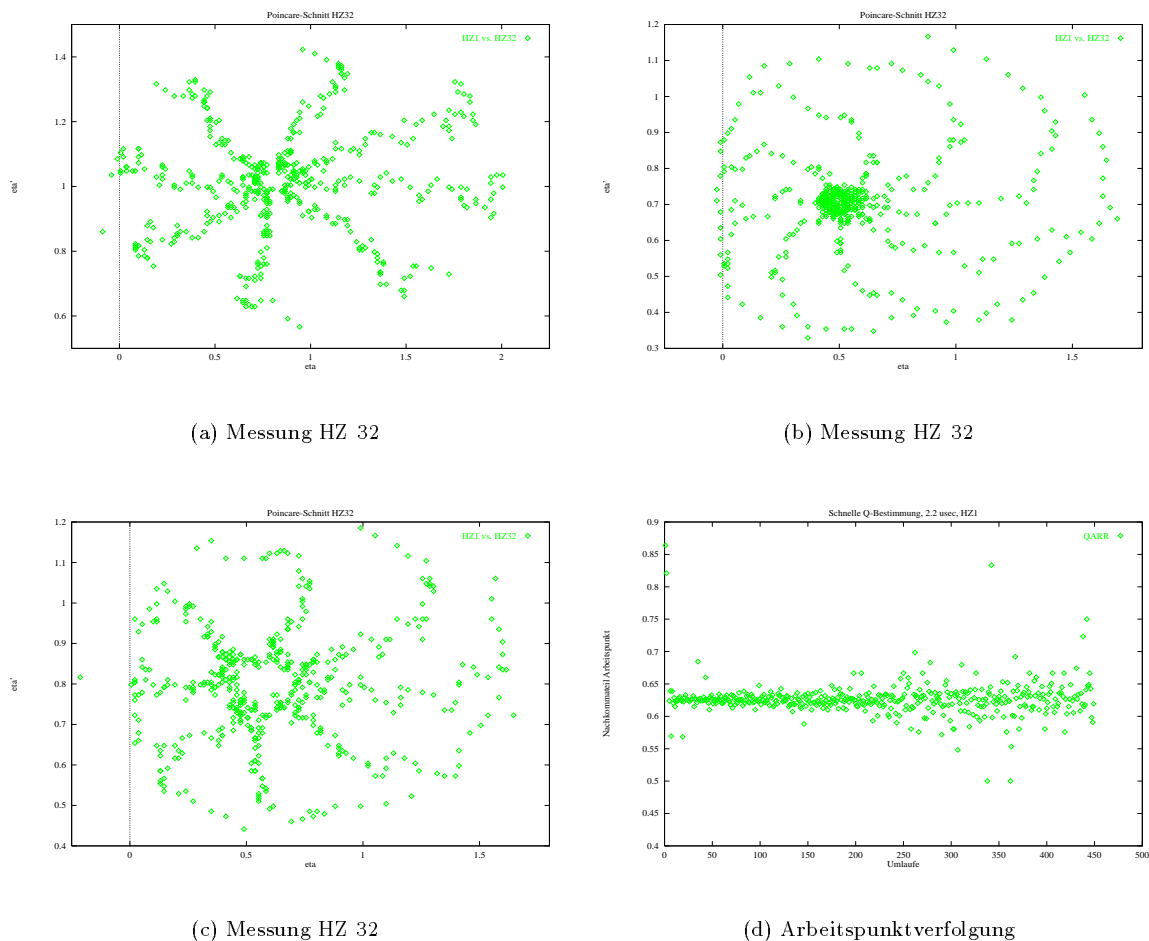 Poincare-Schnitt HZ32
HZ1 vs. HZ32
eta'
1.4
1.2
1
0.8
0.6
0
0.5
1
1.5
2
eta
(a) Messung HZ 32
Poincare-Schnitt HZ32
HZ1 vs. HZ32
eta'
1.2
1.1
1
0.9
0.8
0.7
0.6
0.5
0.4
0.3
0
0.5
1
1.5
eta
(b) Messung HZ 32
Poincare-Schnitt HZ32
HZ1 vs. HZ32
eta'
1.2
1.1
1
0.9
0.8
0.7
0.6
0.5
0.4
0
0.5
1
1.5
eta
(c) Messung HZ 32
Schnelle Q-Bestimmung, 2.2 usec, HZ1
QARR
Nachkommateil Arbeitspunkt
0.9
0.85
0.8
0.75
0.7
0.65
0.6
0.55
0.5
0.45
0.4
0
50
100
150
200
250
300
350
400
450
500
Umlaufe
(d) Arbeitspunktverfolgung